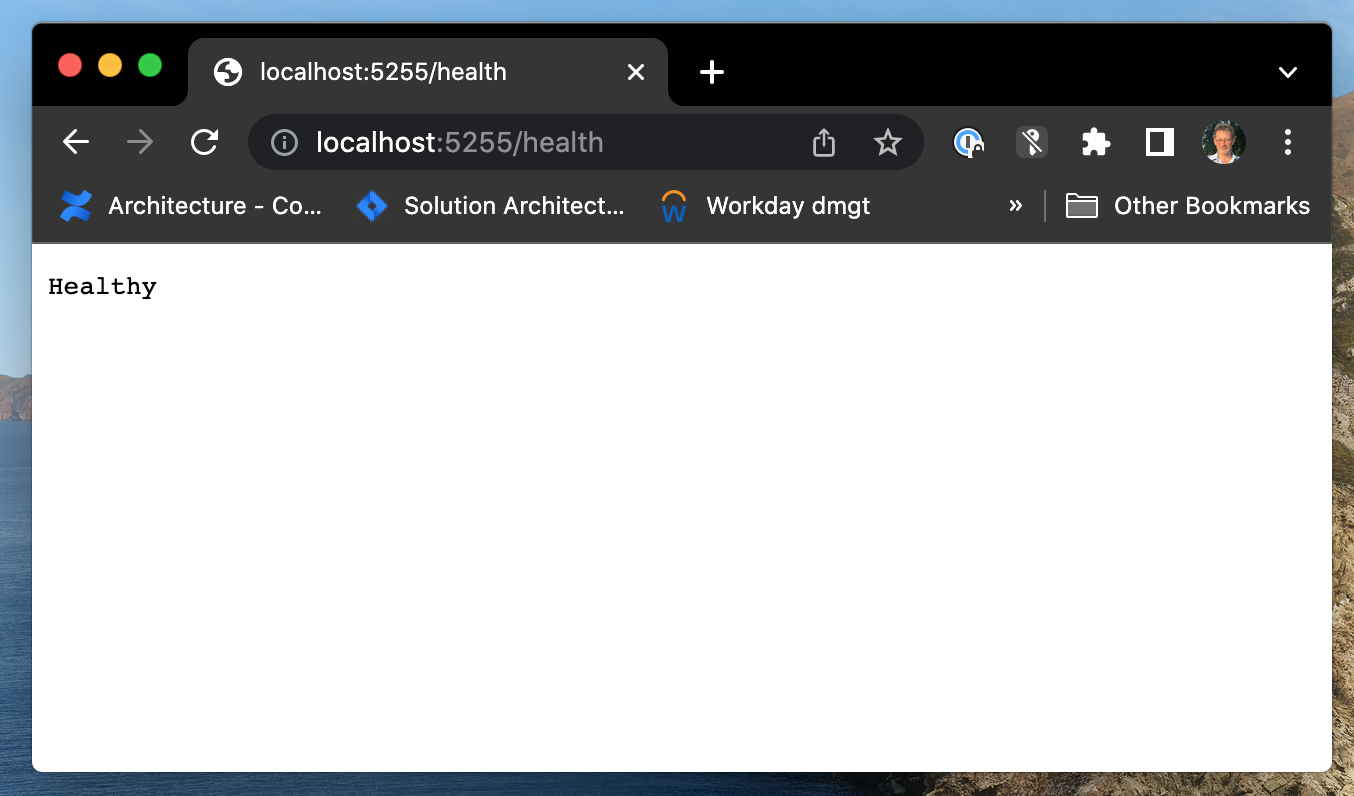 localhost:5255/health
localhost:5255/health
Architecture - Co... Solution Architect... Workday dmgt » Other Bookmarks
Healthy